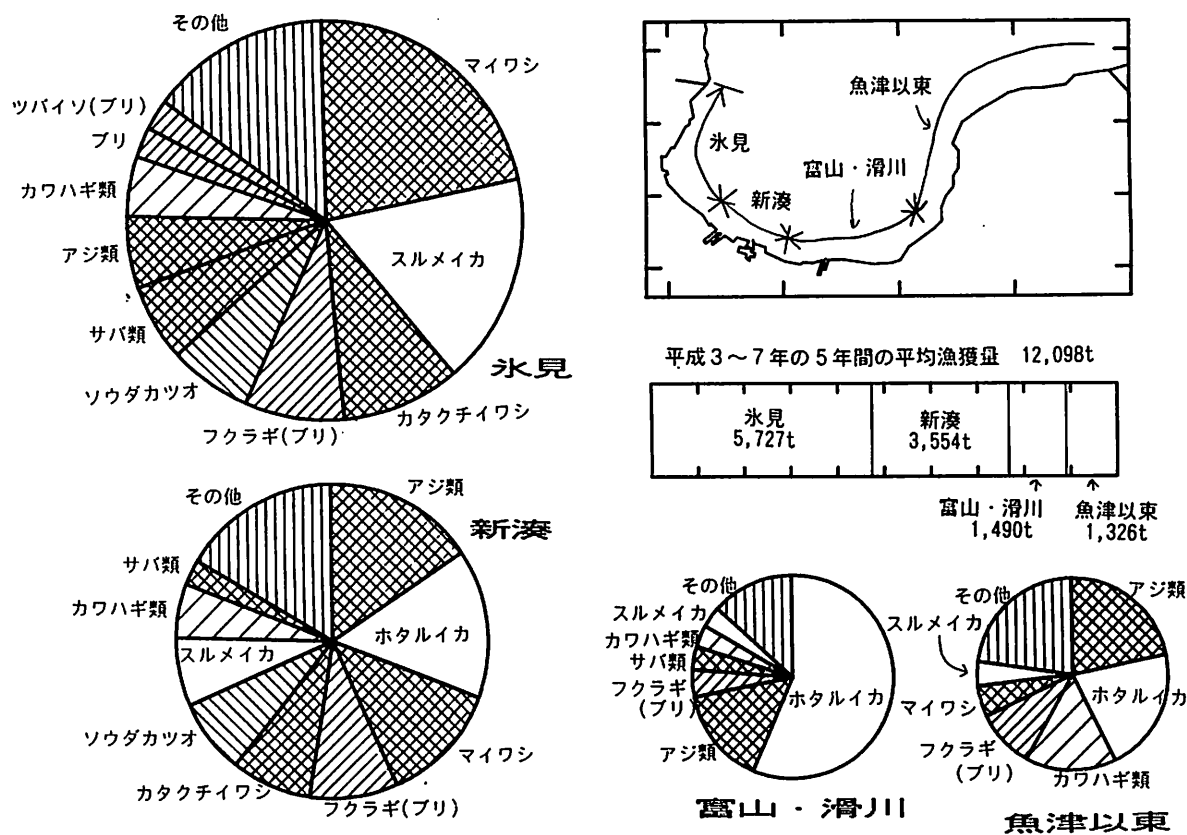 その他
マイワシ
ツバイソ(ブリ)
ブリ
カワハギ類
スルメイカ
アジ類
サバ類
ソウダカツオ
フクラギ(ブリ)
カタクチイワシ
氷見
魚津以東
氷見
富山・滑川
新湊
平成3~7年の5年間の平均漁獲量 12,098t
氷見
5,727t
新湊
3,554t
富山・滑川
1,490t
魚津以東
1,326t
その他
アジ類
新湊
サバ類
カワハギ類
ホタルイカ
スルメイカ
ソウダカツオ
マイワシ
カタクチイワシ
フクラギ(ブリ)
その他
スルメイカ
カワハギ類
サバ類
フクラギ
(ブリ)
ホタルイカ
アジ類
富山・滑川
その他
アジ類
スルメイカ
ホタルイカ
マイワシ
フクラギ
(ブリ)
カワハギ類
魚津以東